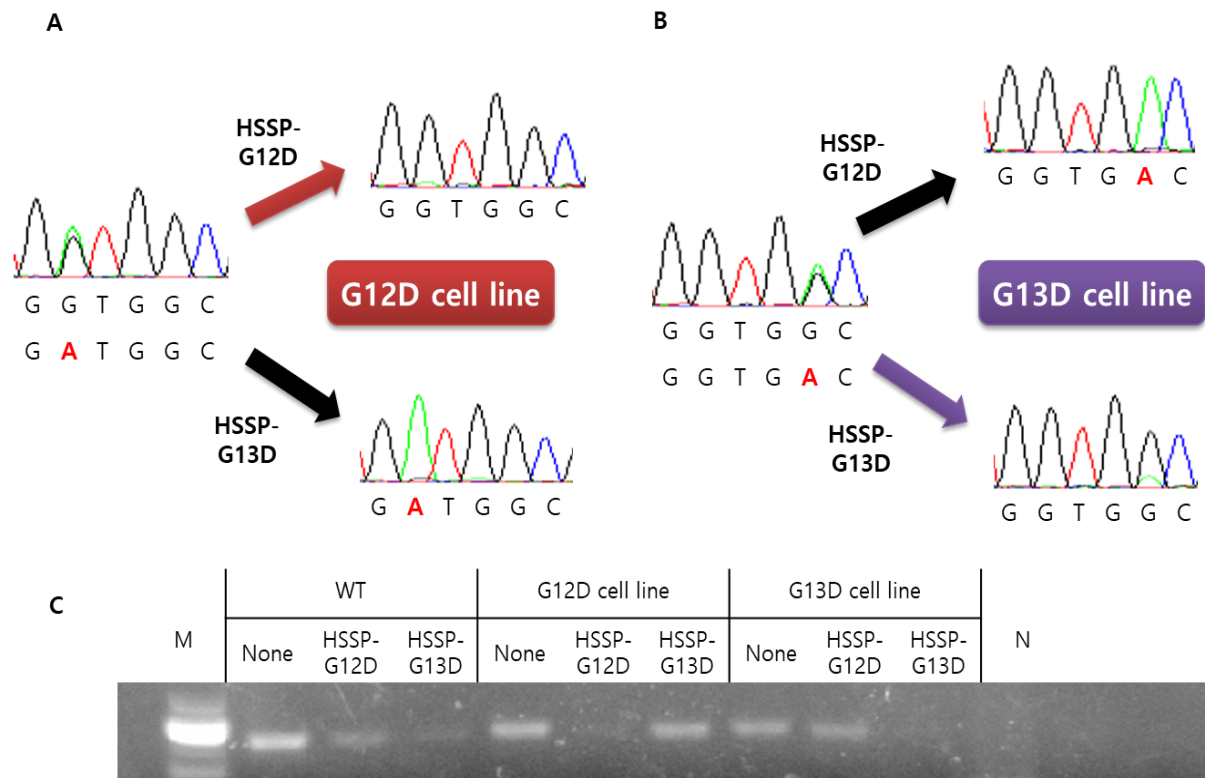 A
B
HSSP-
G12D
G G T G G C
G G T G G C
G A T G G C
G12D cell line
HSSP-
G13D
G A T G G C
HSSP-
G12D
G G T G A C
G G T G G C
G G T G A C
G13D cell line
HSSP-
G13D
G G T G G C
C
WT
G12D cell line
G13D cell line
M
None
HSSP-
G12D
HSSP-
G13D
None
HSSP-
G12D
HSSP-
G13D
None
HSSP-
G12D
HSSP-
G13D
N